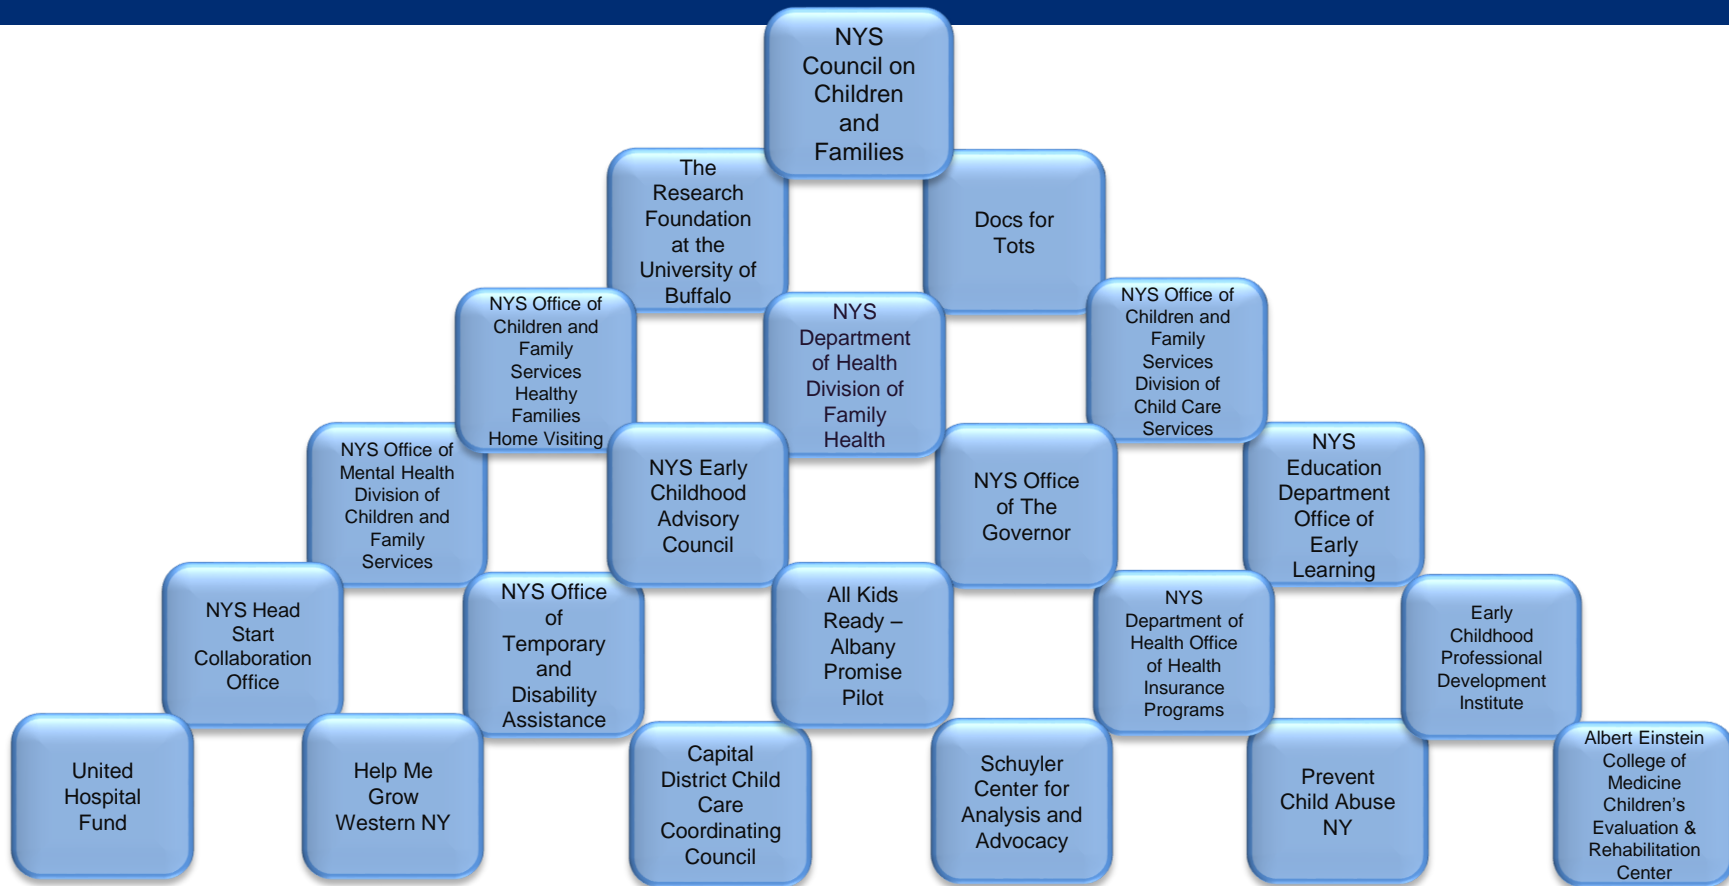 NYS
Council on
Children
and
Families
The
Research
Foundation
at the
University of
Buffalo
Docs for
Tots
NYS Office of
Children and
Family
Services
Healthy
Families
Home Visiting
NYS
Department
of Health
Division of
Family
Health
NYS Office of
Children and
Family
Services
Division of
Child Care
Services
NYS Office of
Mental Health
Division of
Children and
Family
Services
NYS Early
Childhood
Advisory
Council
NYS Office
of The
Governor
NYS
Education
Department
Office of
Early
Learning
NYS Head
Start
Collaboration
Office
NYS Office
of
Temporary
and
Disability
Assistance
All Kids
Ready –
Albany
Promise
Pilot
NYS
Department of
Health Office
of Health
Insurance
Programs
Early
Childhood
Professional
Development
Institute
United
Hospital
Fund
Help Me
Grow
Western NY
Capital
District Child
Care
Coordinating
Council
Schuyler
Center for
Analysis and
Advocacy
Prevent
Child Abuse
NY
Albert Einstein
College of
Medicine
Children’s
Evaluation &
Rehabilitation
Center